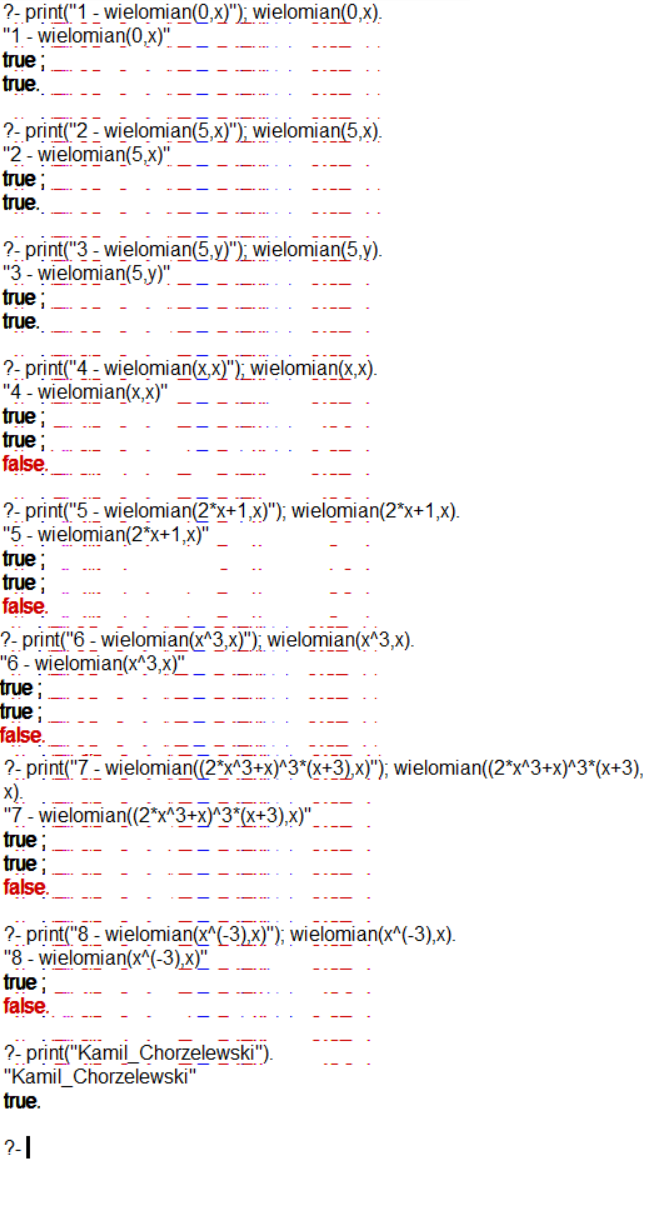 ?- print("1 - wielomian(0,x)"); wielomian(0,x).
"1 - wielomian(0,x)"
true ;
true.
?- print("2 - wielomian(5,x)"); wielomian(5,x).
"2 - wielomian(5,x)"
true ;
true.
?- print("3 - wielomian(5,y)"); wielomian(5,y).
"3 - wielomian(5,y)"
true ;
true.
?- print("4 - wielomian(x,x)"); wielomian(x,x).
"4 - wielomian(x,x)"
true ;
true ;
false.
?- print("5 - wielomian(2*x+1,x)"); wielomian(2*x+1,x).
"5 - wielomian(2*x+1,x)"
true ;
true ;
false.
?- print("6 - wielomian(x^3,x)"); wielomian(x^3,x).
"6 - wielomian(x^3,x)"
true ;
true ;
false.
?- print("7 - wielomian((2*x^3+x)^3*(x+3),x)"); wielomian((2*x^3+x)^3*(x+3),
x).
"7 - wielomian((2*x^3+x)^3*(x+3),x)"
true ;
true ;
false.
?- print("8 - wielomian(x^(-3),x)"); wielomian(x^(-3),x).
"8 - wielomian(x^(-3),x)"
true ;
false.
?- print("Kamil_Chorzelewski").
"Kamil_Chorzelewski"
true.
?-